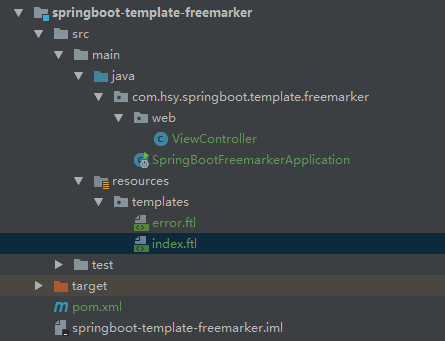 springboot-template-freemarker
src
main
java
com.hsy.springboot.template.freemarker
web
ViewController
SpringBootFreemarkerApplication
resources
templates
error.ftl
index.ftl
test
target
pom.xml
springboot-template-freemarker.iml